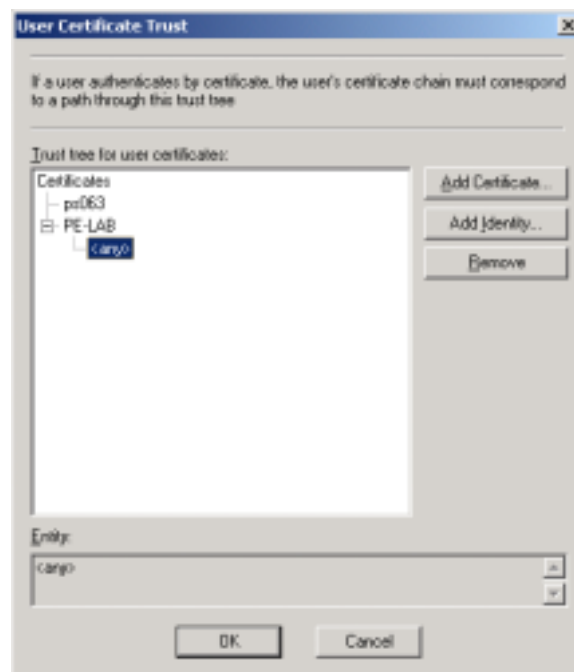 User Certificate Trust
If a user authenticates by certificate, the user's certificate chain must correspond
to a path through this trust tree
Trust tree for user certificates:
Certificates
ps063
PE-LAB
<any>
Add Certificate...
Add Identity...
Remove
Entity:
<any>
OK
Cancel